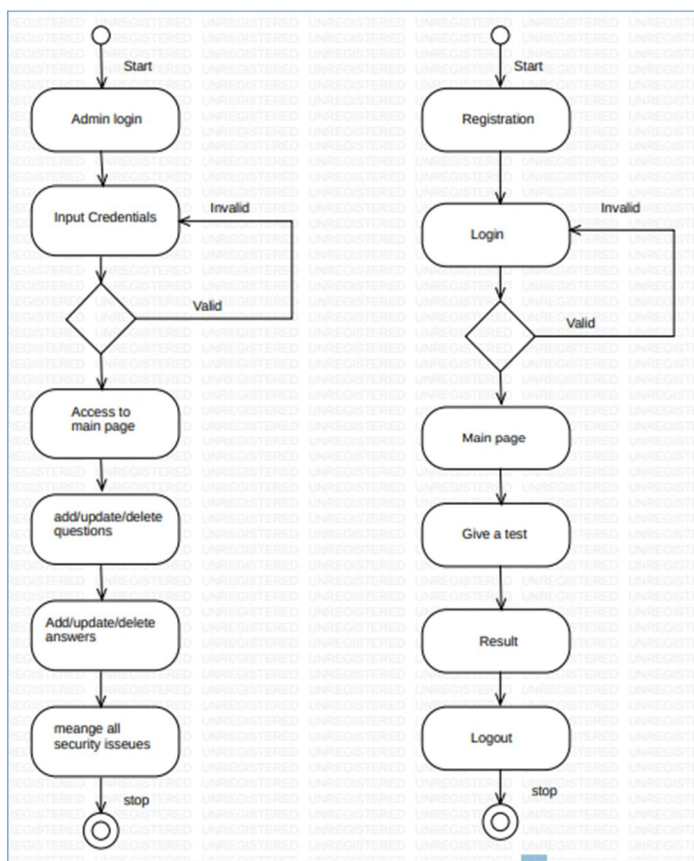 Start
Admin login
Input Credentials
Invalid
Valid
Access to
main page
add/update/delete
questions
Add/update/delete
answers
meange all
security isseues
stop
Start
Registration
Login
Invalid
Valid
Main page
Give a test
Result
Logout
stop
UNREGISTERED